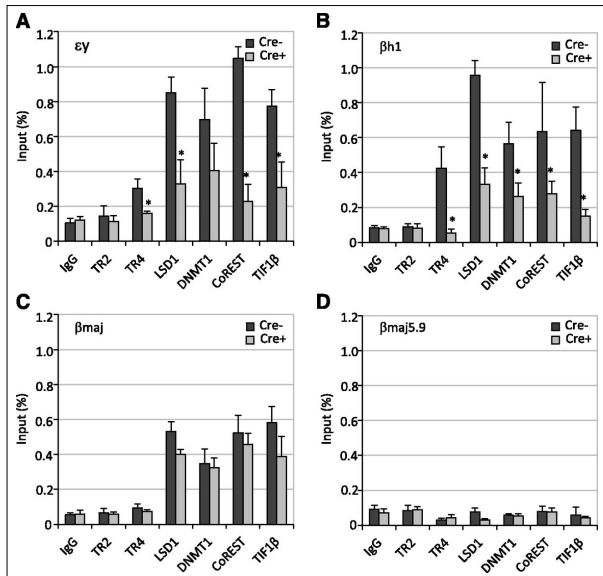 A
εy
Cre-
Cre+
Input (%)
1.2
1.0
0.8
0.6
0.4
0.2
0
IgG
TR2
TR4
LSD1
DNMT1
CoREST
TIF1β
*
*
*
*
B
βh1
Cre-
Cre+
Input (%)
1.2
1.0
0.8
0.6
0.4
0.2
0
IgG
TR2
TR4
LSD1
DNMT1
CoREST
TIF1β
*
*
*
*
*
C
βmaj
Cre-
Cre+
Input (%)
1.2
1.0
0.8
0.6
0.4
0.2
0
IgG
TR2
TR4
LSD1
DNMT1
CoREST
TIF1β
D
βmaj5.9
Cre-
Cre+
Input (%)
1.2
1.0
0.8
0.6
0.4
0.2
0
IgG
TR2
TR4
LSD1
DNMT1
CoREST
TIF1β